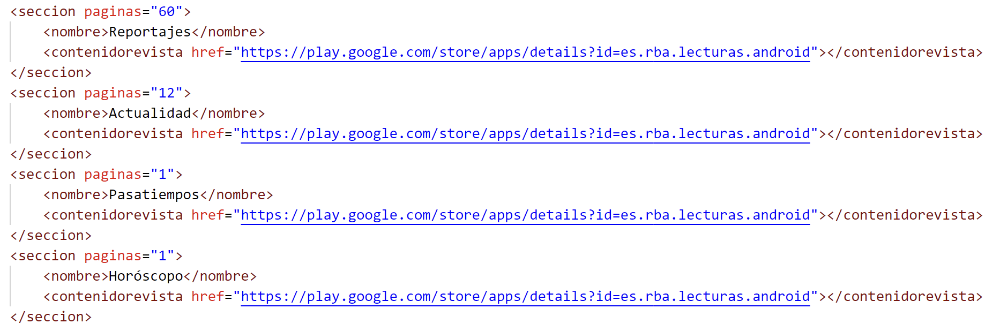 <seccion paginas="60">
<nombre>Reportajes</nombre>
<contenidorevista href="https://play.google.com/store/apps/details?id=es.rba.lecturas.android"></contenidorevista>
</seccion>
<seccion paginas="12">
<nombre>Actualidad</nombre>
<contenidorevista href="https://play.google.com/store/apps/details?id=es.rba.lecturas.android"></contenidorevista>
</seccion>
<seccion paginas="1">
<nombre>Pasatiempos</nombre>
<contenidorevista href="https://play.google.com/store/apps/details?id=es.rba.lecturas.android"></contenidorevista>
</seccion>
<seccion paginas="1">
<nombre>Horóscopo</nombre>
<contenidorevista href="https://play.google.com/store/apps/details?id=es.rba.lecturas.android"></contenidorevista>
</seccion>